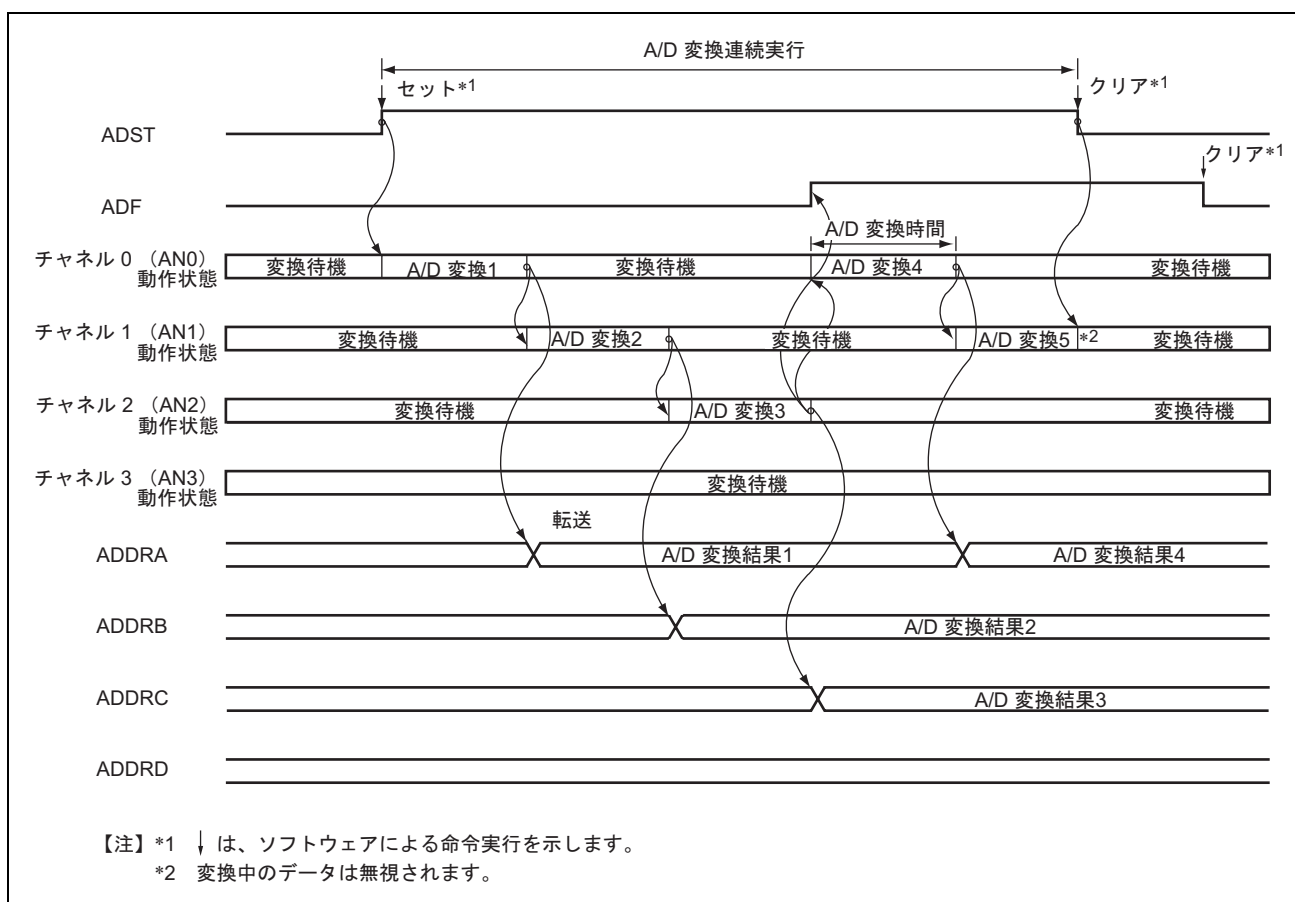 A/D 変換連続実行
セット*1
クリア*1
ADST
クリア*1
ADF
A/D 変換時間
チャネル 0 （AN0）
動作状態
変換待機
A/D 変換1
変換待機
A/D 変換4
変換待機
チャネル 1 （AN1）
動作状態
変換待機
A/D 変換2
変換待機
A/D 変換5
*2
変換待機
チャネル 2 （AN2）
動作状態
変換待機
A/D 変換3
変換待機
チャネル 3 （AN3）
動作状態
変換待機
転送
ADDRA
A/D 変換結果1
A/D 変換結果4
ADDRB
A/D 変換結果2
ADDRC
A/D 変換結果3
ADDRD
【注】*1 ↓ は、ソフトウェアによる命令実行を示します。
*2 変換中のデータは無視されます。